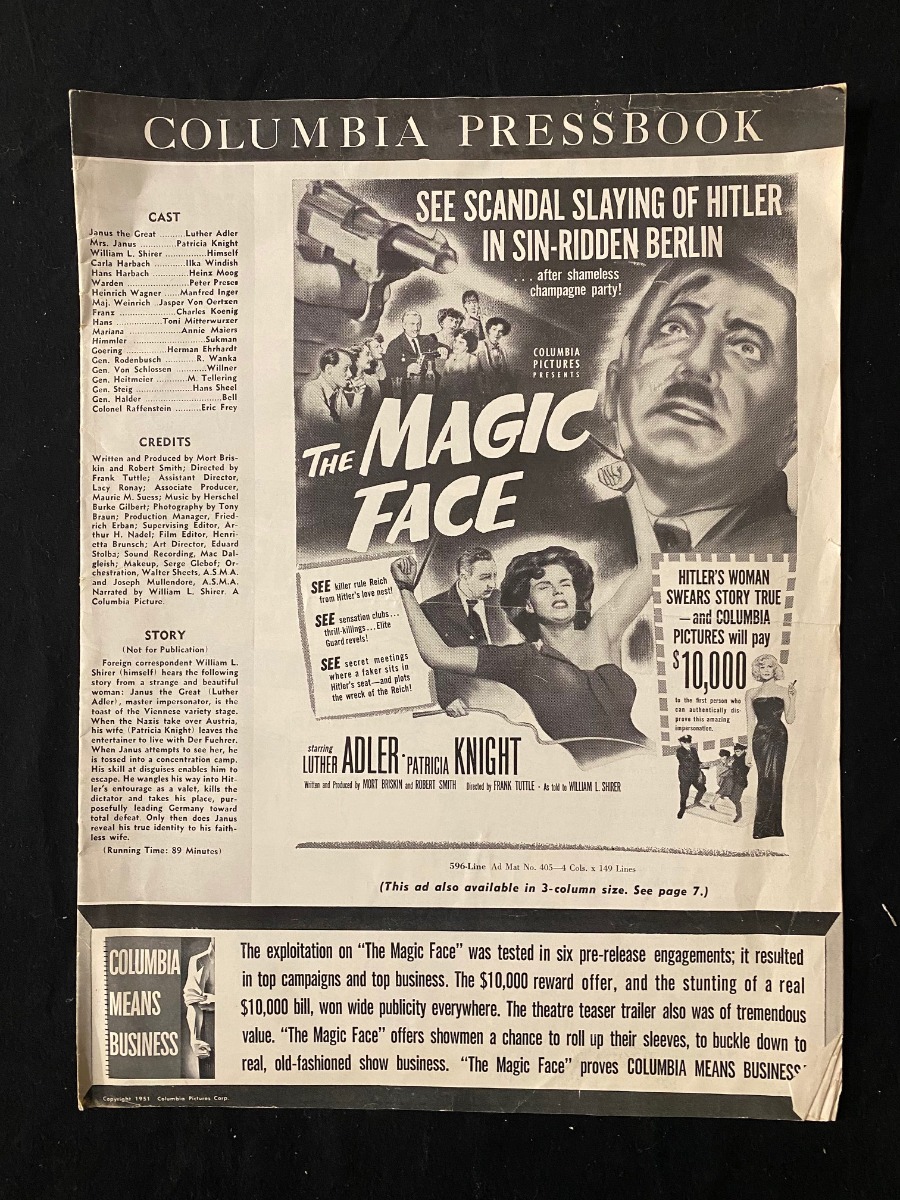 COLUMBIA PRESSBOOK
CAST
Janus the Great .........Luther Adler
Mrs. Janus .............Patricia Knight
William L. Shirer ..............Himself
Carla Harbach ..........Ilka Windish
Hans Harbach ..........Heinz Moog
Warden ....................Peter Preses
Heinrich Wagner .....Manfred Inger
Maj. Weinrich ..Jasper Von Oertzen
Franz ...................Charles Koenig
Hans .................Toni Mitterwurzer
Mariana ..................Annie Maiers
Himmler ..........................Sukman
Goering ...............Herman Ehrhardt
Gen. Rodenbusch .........R. Wanka
Gen. Von Schlossen ..........Willner
Gen. Heitmeier ..........M. Tellering
Gen. Steig ....................Hans Sheel
Gen. Halder ...........................Bell
Colonel Raffenstein .........Eric Frey
CREDITS
Written and Produced by Mort Bris-
kin and Robert Smith; Directed by
Frank Tuttle; Assistant Director,
Lacy Ronay; Associate Producer,
Maurie M. Suess; Music by Herschel
Burke Gilbert; Photography by Tony
Braun; Production Manager, Fried-
rich Erban; Supervising Editor, Ar-
thur H. Nadel; Film Editor, Henri-
etta Brunsch; Art Director, Eduard
Stolba; Sound Recording, Mac Dal-
gleish; Makeup, Serge Glebof; Or-
chestration, Walter Sheets, A.S.M.A.
and Joseph Mullendore, A.S.M.A.
Narrated by William L. Shirer. A
Columbia Picture.
STORY
(Not for Publication)
Foreign correspondent William L.
Shirer (himself) hears the following
story from a strange and beautiful
woman: Janus the Great (Luther
Adler), master impersonator, is the
toast of the Viennese variety stage.
When the Nazis take over Austria,
his wife (Patricia Knight) leaves the
entertainer to live with Der Fuehrer.
When Janus attempts to see her, he
is tossed into a concentration camp.
His skill at disguises enables him to
escape. He wangles his way into Hit-
ler's entourage as a valet, kills the
dictator and takes his place, pur-
posefully leading Germany toward
total defeat. Only then does Janus
reveal his true identity to his faith-
less wife.
(Running Time: 89 Minutes)
SEE SCANDAL SLAYING OF HITLER
IN SIN-RIDDEN BERLIN
. . . after shameless
champagne party!
COLUMBIA
PICTURES
PRESENTS
THE MAGIC
FACE
SEE killer rule Reich
from Hitler's love nest!
SEE sensation clubs...
thrill-killings...Elite
Guard revels!
SEE secret meetings
where a faker sits in
Hitler's seat—and plots
the wreck of the Reich!
HITLER'S WOMAN
SWEARS STORY TRUE
—and COLUMBIA
PICTURES will pay
$10,000
to the first person who
can authentically dis-
prove this amazing
impersonation.
starring
LUTHER ADLER · PATRICIA KNIGHT
Written and Produced by MORT BRISKIN and ROBERT SMITH Directed by FRANK TUTTLE · As told to WILLIAM L. SHIRER
596-Line Ad Mat No. 405—4 Cols. x 149 Lines
(This ad also available in 3-column size. See page 7.)
COLUMBIA
MEANS
BUSINESS
The exploitation on "The Magic Face" was tested in six pre-release engagements; it resulted
in top campaigns and top business. The $10,000 reward offer, and the stunting of a real
$10,000 bill, won wide publicity everywhere. The theatre teaser trailer also was of tremendous
value. "The Magic Face" offers showmen a chance to roll up their sleeves, to buckle down to
real, old-fashioned show business. "The Magic Face" proves COLUMBIA MEANS BUSINESS!
Copyright 1951 Columbia Pictures Corp.